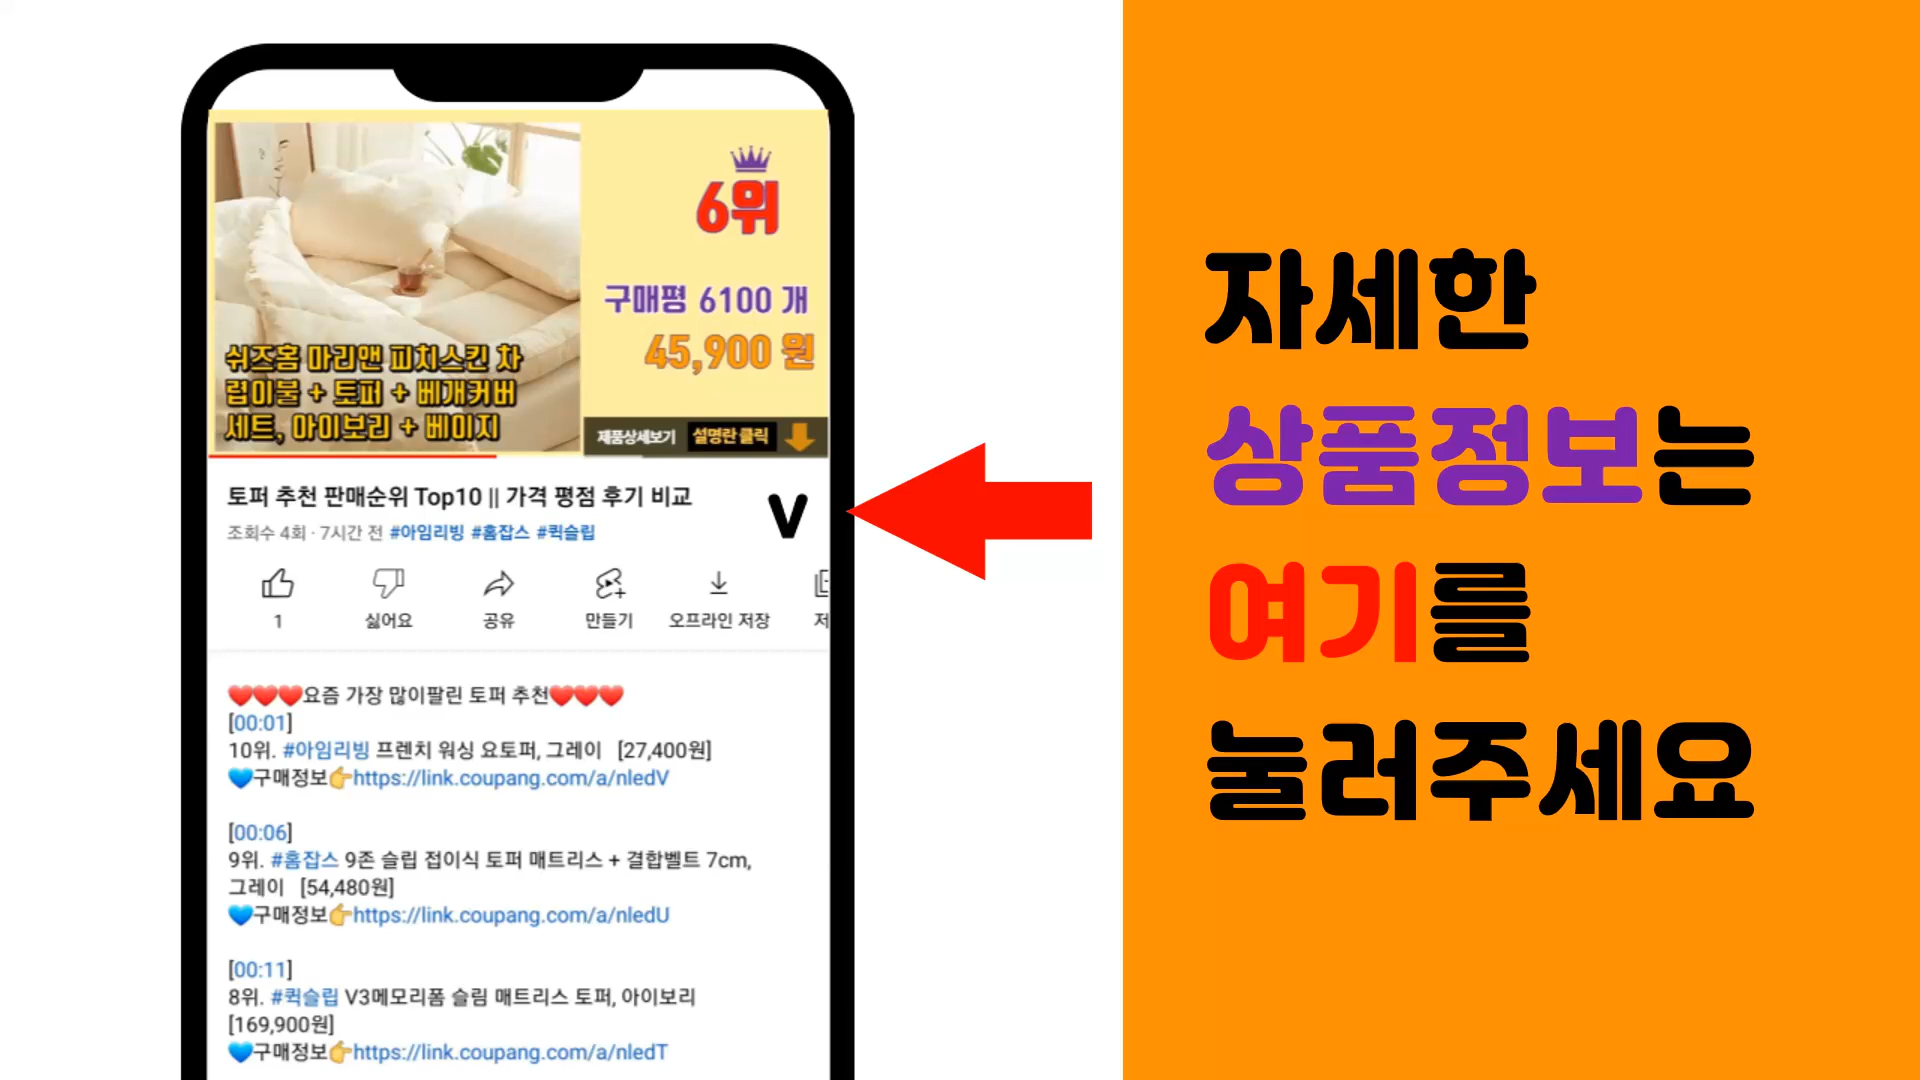 6위
구매평 6100 개
45,900 원
쉬즈홈 마리앤 피치스킨 차
렵이불 + 토퍼 + 베개커버
세트, 아이보리 + 베이지
제품상세보기 설명란 클릭
토퍼 추천 판매순위 Top10 || 가격 평점 후기 비교
V
조회수 4회 · 7시간 전 #아임리빙 #홈잡스 #퀵슬립
1 싫어요 공유 만들기 오프라인 저장 저
❤️❤️❤️요즘 가장 많이팔린 토퍼 추천❤️❤️❤️
[00:01]
10위. #아임리빙 프렌치 워싱 요토퍼, 그레이 [27,400원]
💙구매정보👉https://link.coupang.com/a/nledV
[00:06]
9위. #홈잡스 9존 슬립 접이식 토퍼 매트리스 + 결합벨트 7cm,
그레이 [54,480원]
💙구매정보👉https://link.coupang.com/a/nledU
[00:11]
8위. #퀵슬립 V3메모리폼 슬림 매트리스 토퍼, 아이보리
[169,900원]
💙구매정보👉https://link.coupang.com/a/nledT
자세한
상품정보는
여기를
눌러주세요